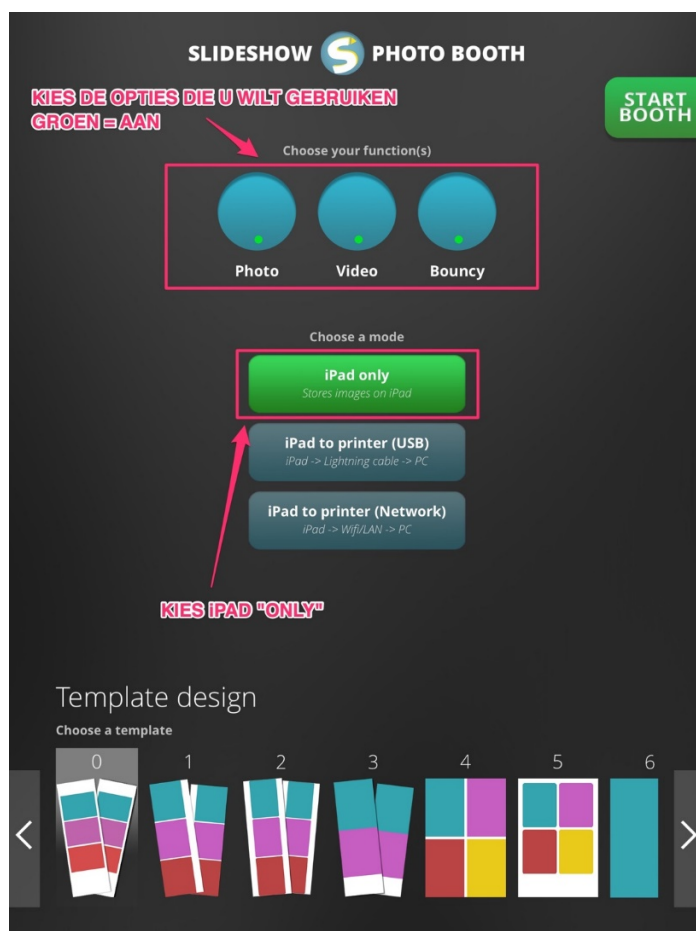 SLIDESHOW S PHOTO BOOTH
KIES DE OPTIES DIE U WILT GEBRUIKEN
GROEN = AAN
START
BOOTH
Choose your function(s)
Photo Video Bouncy
Choose a mode
iPad only
Stores images on iPad
iPad to printer (USB)
iPad -> Lightning cable -> PC
iPad to printer (Network)
iPad -> Wifi/LAN -> PC
KIES iPAD "ONLY"
Template design
Choose a template
0 1 2 3 4 5 6